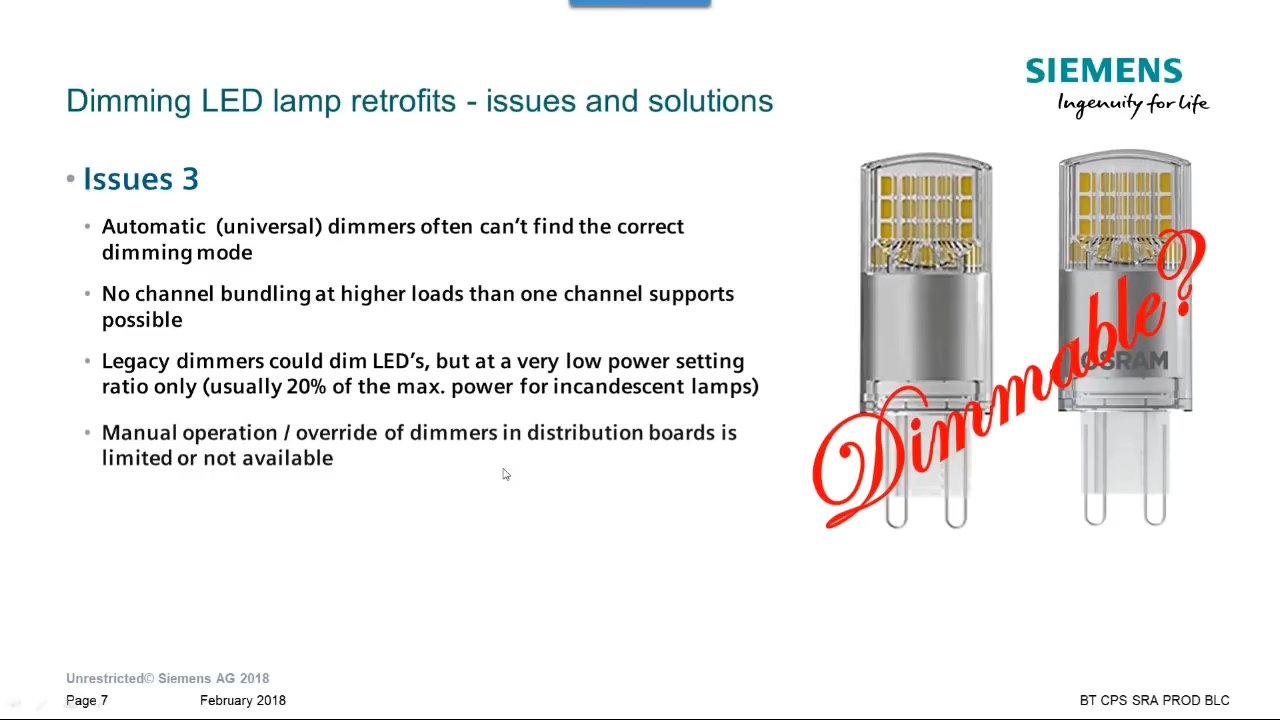 SIEMENS
Ingenuity for life
Dimming LED lamp retrofits - issues and solutions
• Issues 3
• Automatic (universal) dimmers often can't find the correct
dimming mode
• No channel bundling at higher loads than one channel supports
possible
• Legacy dimmers could dim LED's, but at a very low power setting
ratio only (usually 20% of the max. power for incandescent lamps)
• Manual operation / override of dimmers in distribution boards is
limited or not available
Dimmable?
OSRAM
Unrestricted© Siemens AG 2018
Page 7 February 2018 BT CPS SRA PROD BLC